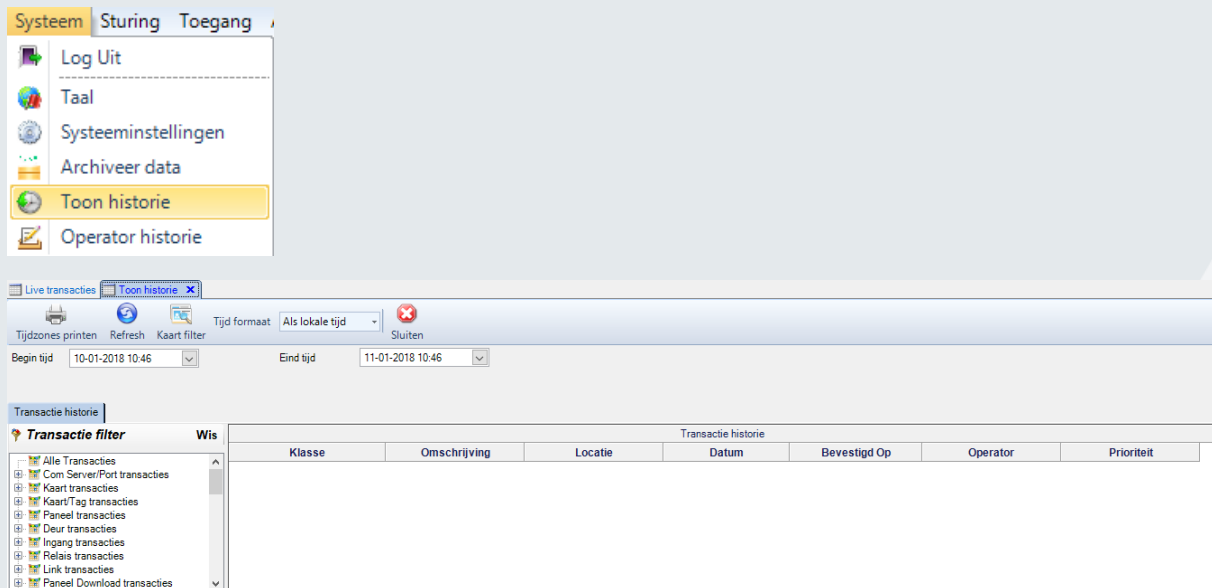 Systeem Sturing Toegang
Log Uit
Taal
Systeeminstellingen
Archiveer data
Toon historie
Operator historie
Live transacties Toon historie
Tijdzones printen Refresh Kaart filter Tijd formaat Als lokale tijd Sluiten
Begin tijd 10-01-2018 10:46 Eind tijd 11-01-2018 10:46
Transactie historie
Transactie filter Wis Transactie historie
Klasse Omschrijving Locatie Datum Bevestigd Op Operator Prioriteit
Alle Transacties
Com Server/Port transacties
Kaart transacties
Kaart/Tag transacties
Paneel transacties
Deur transacties
Ingang transacties
Relais transacties
Link transacties
Paneel Download transacties